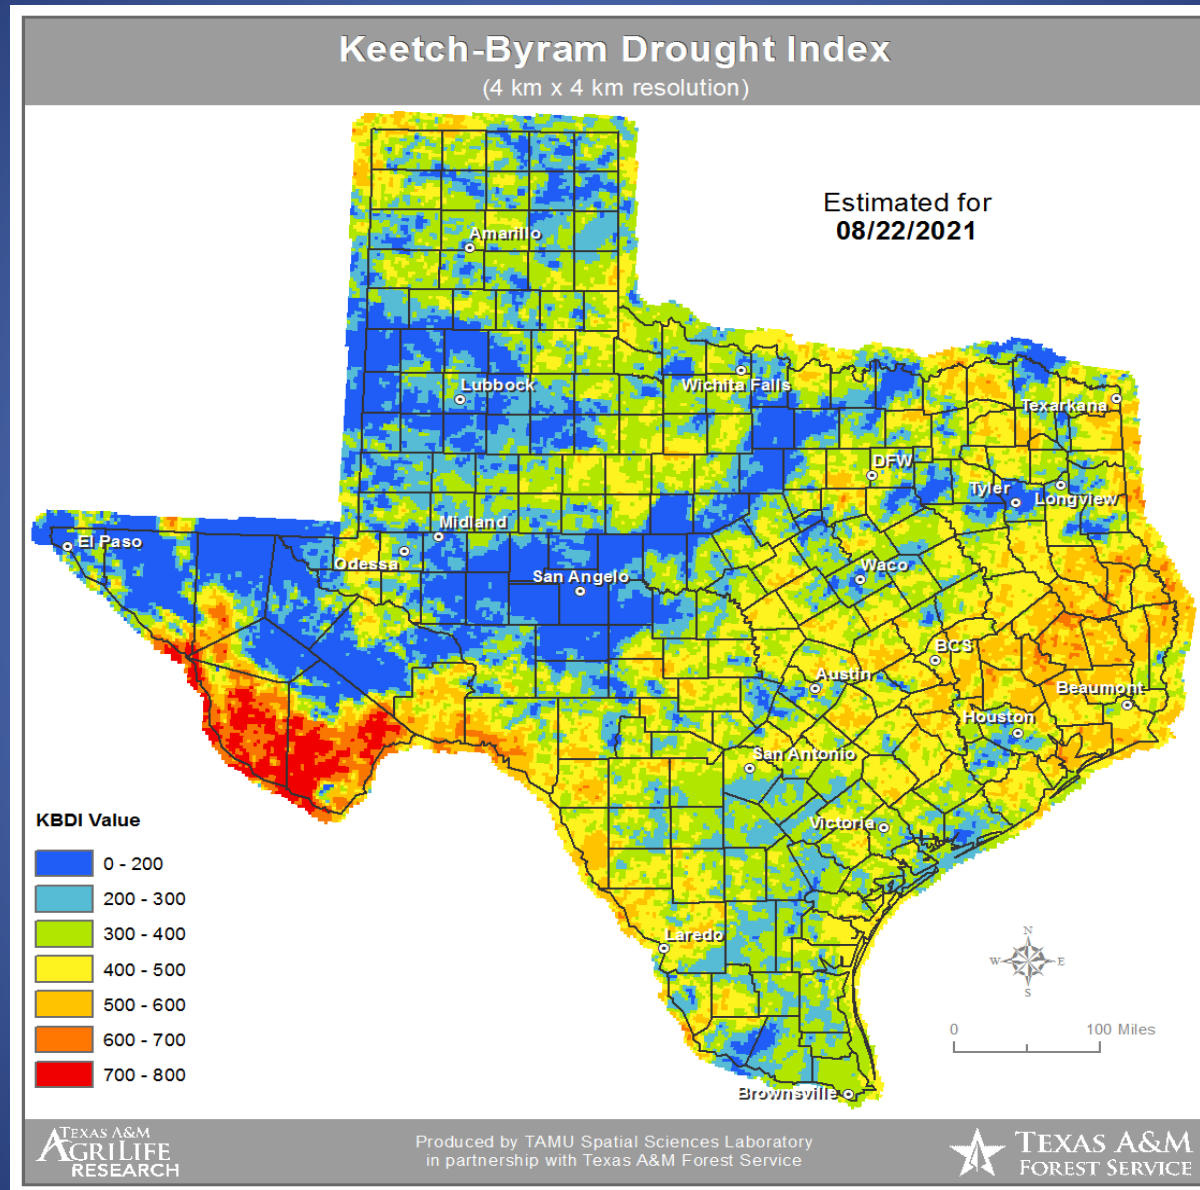 Keetch-Byram Drought Index
(4 km x 4 km resolution)
Estimated for
08/22/2021
Amarillo
Lubbock
Wichita Falls
Texarkana
DFW
Tyler
Longview
Midland
El Paso
Odessa
San Angelo
Waco
BCS
Austin
Beaumont
Houston
San Antonio
Victoria
Laredo
Brownsville
KBDI Value
0 - 200
200 - 300
300 - 400
400 - 500
500 - 600
600 - 700
700 - 800
N
W E
S
0 100 Miles
TEXAS A&M
AGRILIFE
RESEARCH
Produced by TAMU Spatial Sciences Laboratory
in partnership with Texas A&M Forest Service
TEXAS A&M
FOREST SERVICE